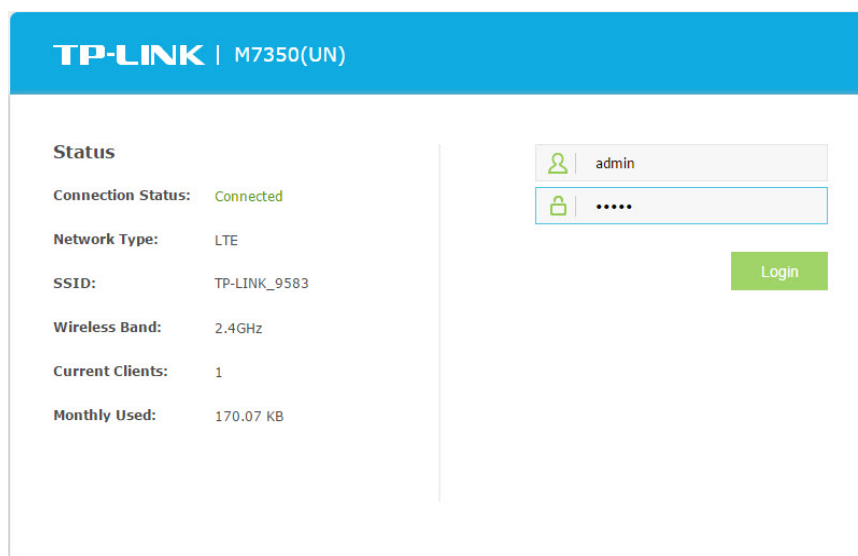 TP-LINK | M7350(UN)
Status
Connection Status: Connected
Network Type: LTE
SSID: TP-LINK_9583
Wireless Band: 2.4GHz
Current Clients: 1
Monthly Used: 170.07 KB
admin
•••••
Login